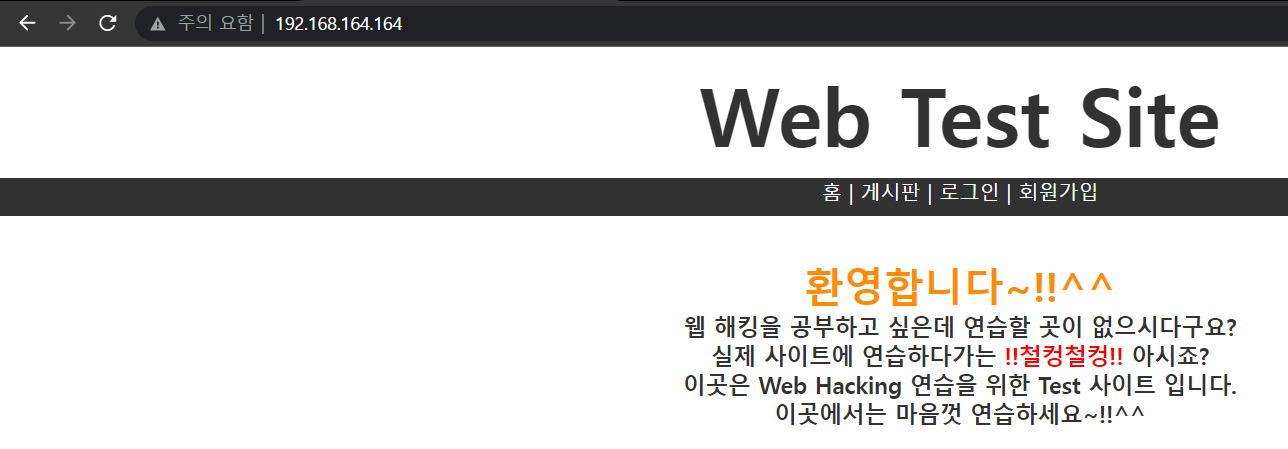 주의 요함 | 192.168.164.164
Web Test Site
홈 | 게시판 | 로그인 | 회원가입
환영합니다~!!^^
웹 해킹을 공부하고 싶은데 연습할 곳이 없으시다구요?
실제 사이트에 연습하다가는 !!철컹철컹!! 아시죠?
이곳은 Web Hacking 연습을 위한 Test 사이트 입니다.
이곳에서는 마음껏 연습하세요~!!^^